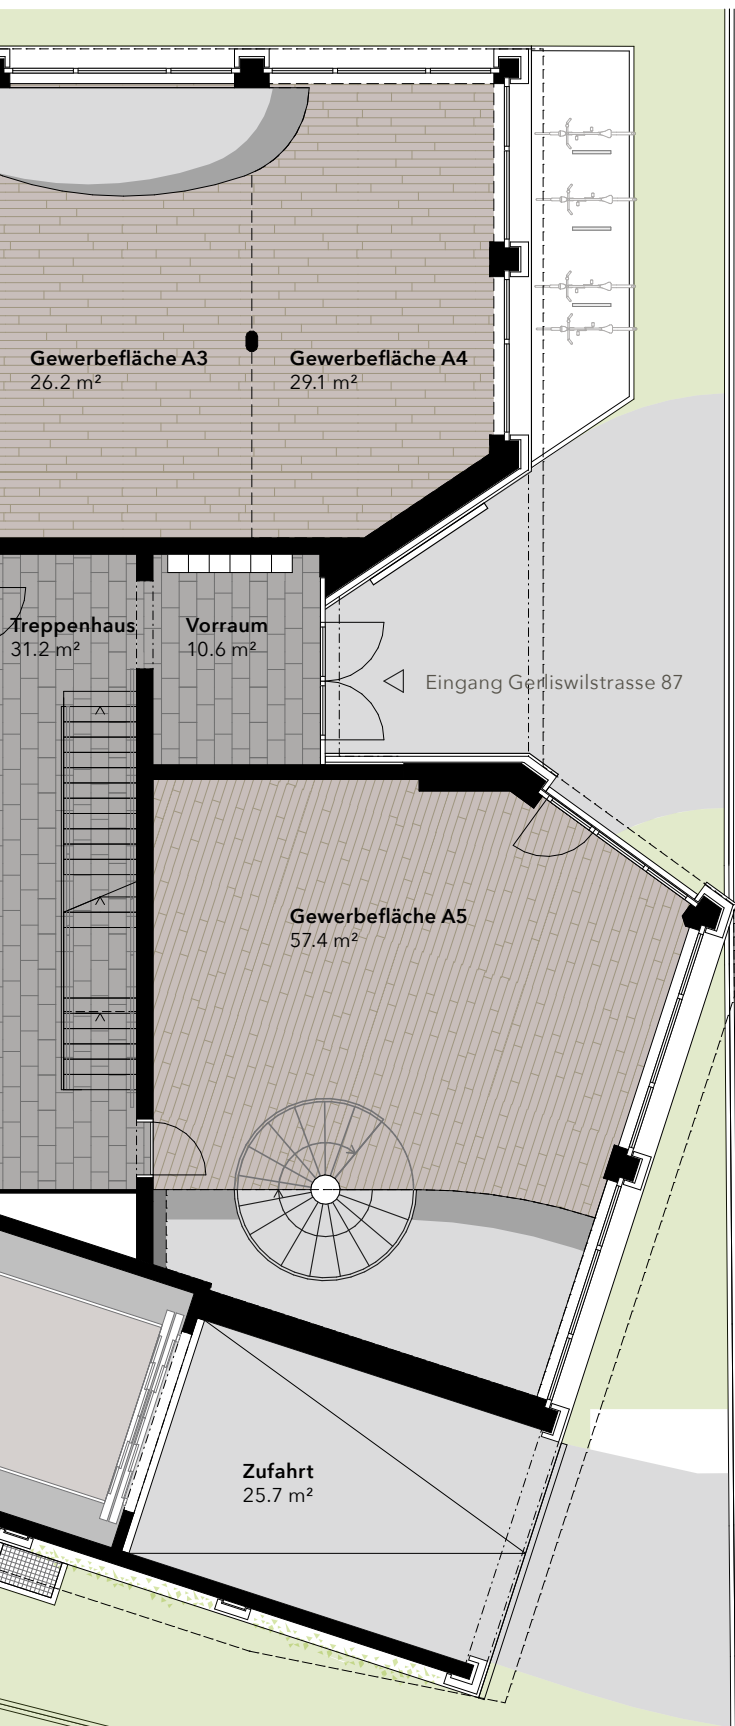 Gewerbefläche A3
26.2 m²
Gewerbefläche A4
29.1 m²
Treppenhaus
31.2 m²
Vorraum
10.6 m²
Eingang Gerliswilstrasse 87
Gewerbefläche A5
57.4 m²
Zufahrt
25.7 m²